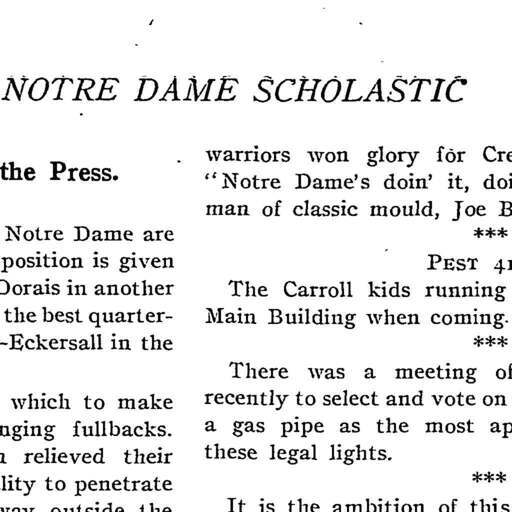 NOTRE DAME SCHOLASTIC
the Press.
Notre Dame are
position is given
Dorais in another
the best quarter-
-Eckersall in the
which to make
nging fullbacks.
relieved their
lity to penetrate
way outside the
warriors won glory for Cre
"Notre Dame's doin' it, doi
man of classic mould, Joe B
***
PEST 41
The Carroll kids running
Main Building when coming.
***
There was a meeting of
recently to select and vote on
a gas pipe as the most ap
these legal lights.
***
It is the ambition of this